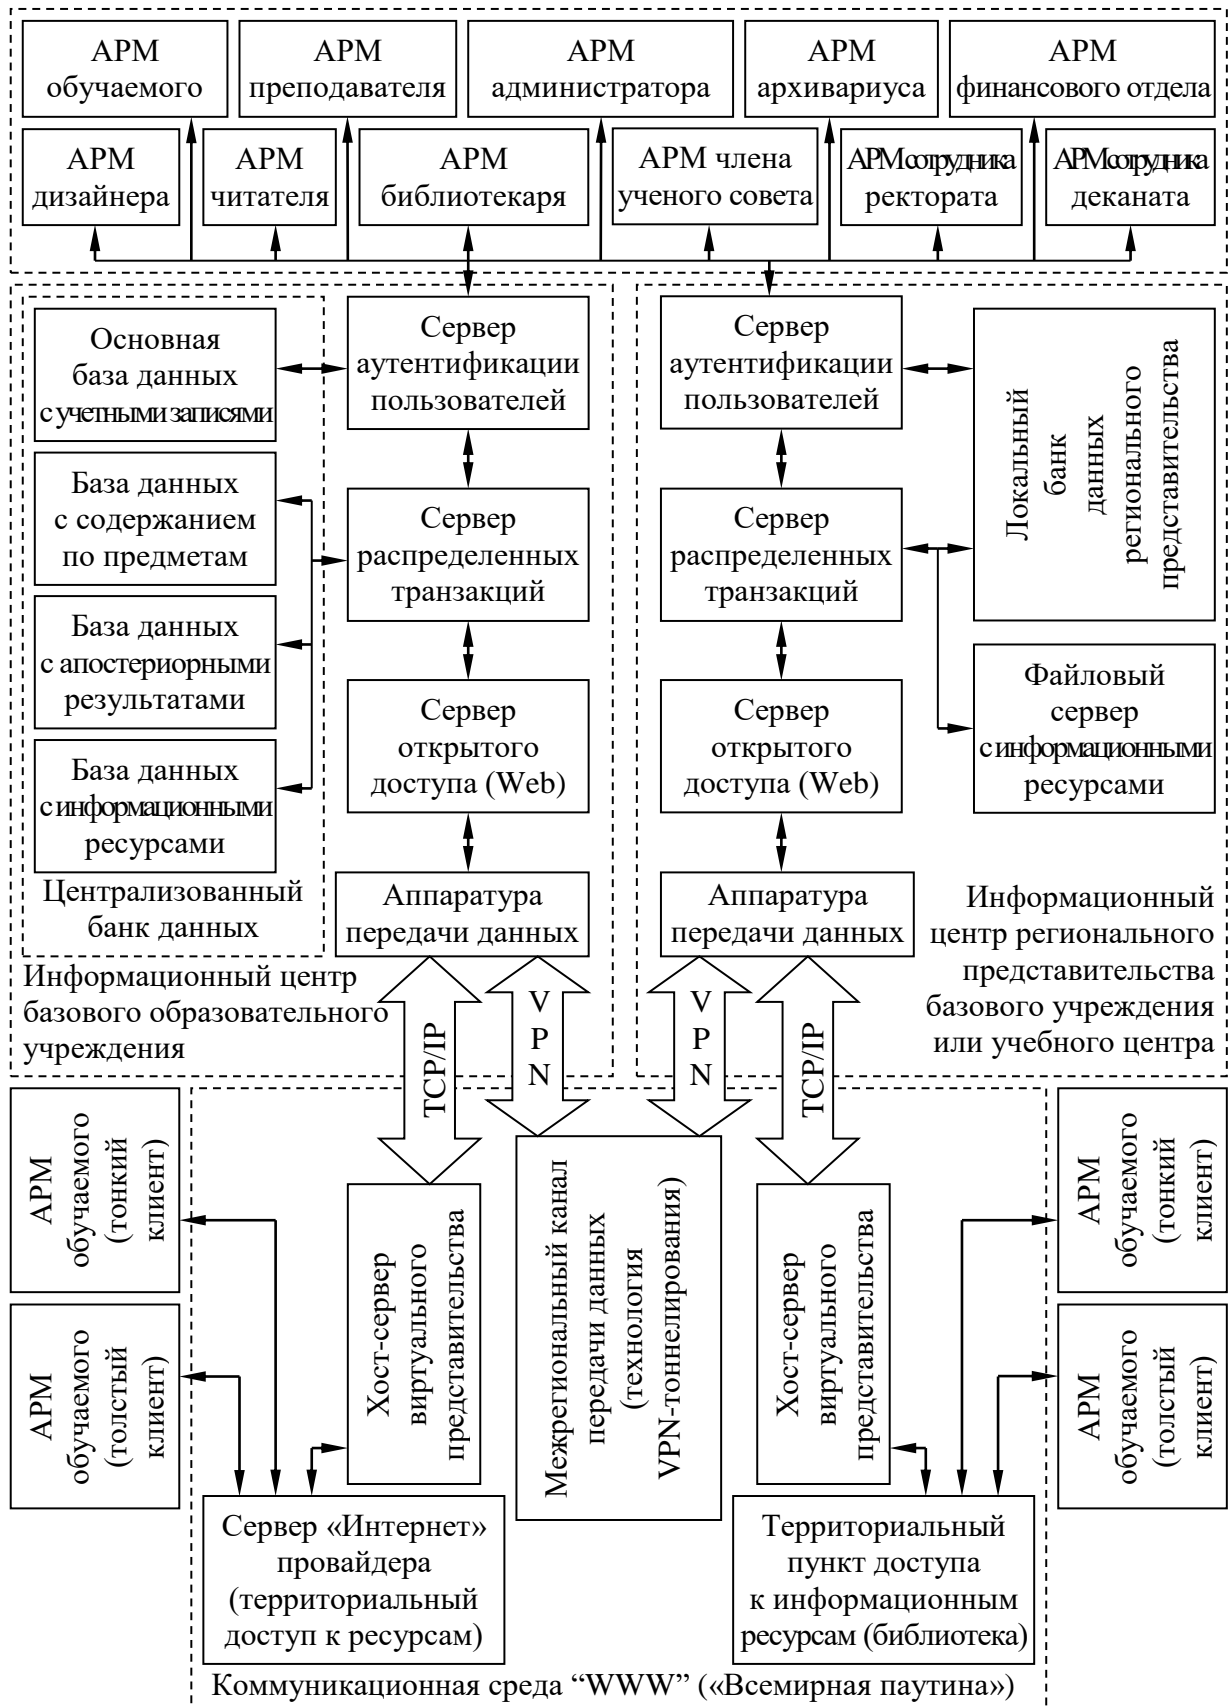 АРМ
обучаемого
АРМ
преподавателя
АРМ
администратора
АРМ
архивариуса
АРМ
финансового отдела
АРМ
дизайнера
АРМ
читателя
АРМ
библиотекаря
АРМ члена
ученого совета
АРМ сотрудника
ректората
АРМ сотрудника
деканата
Основная
база данных
с учетными записями
База данных
с содержанием
по предметам
База данных
с апостериорными
результатами
База данных
с информационными
ресурсами
Централизованный
банк данных
Информационный центр
базового образовательного
учреждения
Сервер
аутентификации
пользователей
Сервер
распределенных
транзакций
Сервер
открытого
доступа (Web)
Аппаратура
передачи данных
Сервер
аутентификации
пользователей
Сервер
распределенных
транзакций
Сервер
открытого
доступа (Web)
Аппаратура
передачи данных
Локальный
банк
данных
регионального
представительства
Файловый
сервер
с информационными
ресурсами
Информационный
центр регионального
представительства
базового учреждения
или учебного центра
TCP/IP
V
P
N
V
P
N
TCP/IP
АРМ
обучаемого
(тонкий
клиент)
АРМ
обучаемого
(толстый
клиент)
Хост-сервер
виртуального
представительства
Межрегиональный канал
передачи данных
(технология
VPN-тоннелирования)
Хост-сервер
виртуального
представительства
АРМ
обучаемого
(тонкий
клиент)
АРМ
обучаемого
(толстый
клиент)
Сервер «Интернет»
провайдера
(территориальный
доступ к ресурсам)
Территориальный
пункт доступа
к информационным
ресурсам (библиотека)
Коммуникационная среда “WWW” («Всемирная паутина»)